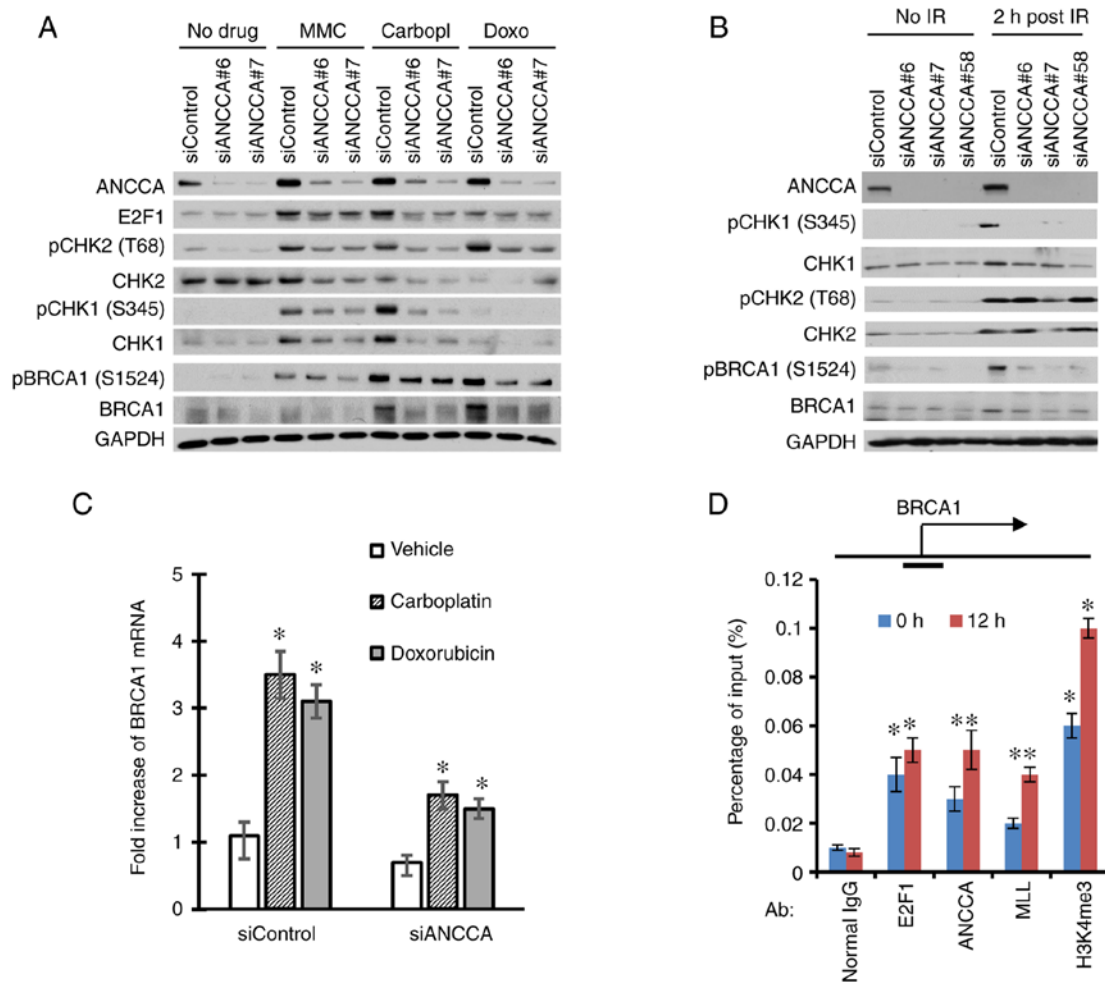 A
No drug MMC Carbopl Doxo
siControl siANCCA#6 siANCCA#7 siControl siANCCA#6 siANCCA#7 siControl siANCCA#6 siANCCA#7 siControl siANCCA#6 siANCCA#7
ANCCA
E2F1
pCHK2 (T68)
CHK2
pCHK1 (S345)
CHK1
pBRCA1 (S1524)
BRCA1
GAPDH
B
No IR 2 h post IR
siControl siANCCA#6 siANCCA#7 siANCCA#58 siControl siANCCA#6 siANCCA#7 siANCCA#58
ANCCA
pCHK1 (S345)
CHK1
pCHK2 (T68)
CHK2
pBRCA1 (S1524)
BRCA1
GAPDH
C
Vehicle
Carboplatin
Doxorubicin
Fold increase of BRCA1 mRNA
5
4
3
2
1
0
* * * *
siControl siANCCA
D
BRCA1
0 h 12 h
Percentage of input (%)
0.12
0.1
0.08
0.06
0.04
0.02
0
* * ** ** * *
Ab: Normal IgG E2F1 ANCCA MLL H3K4me3